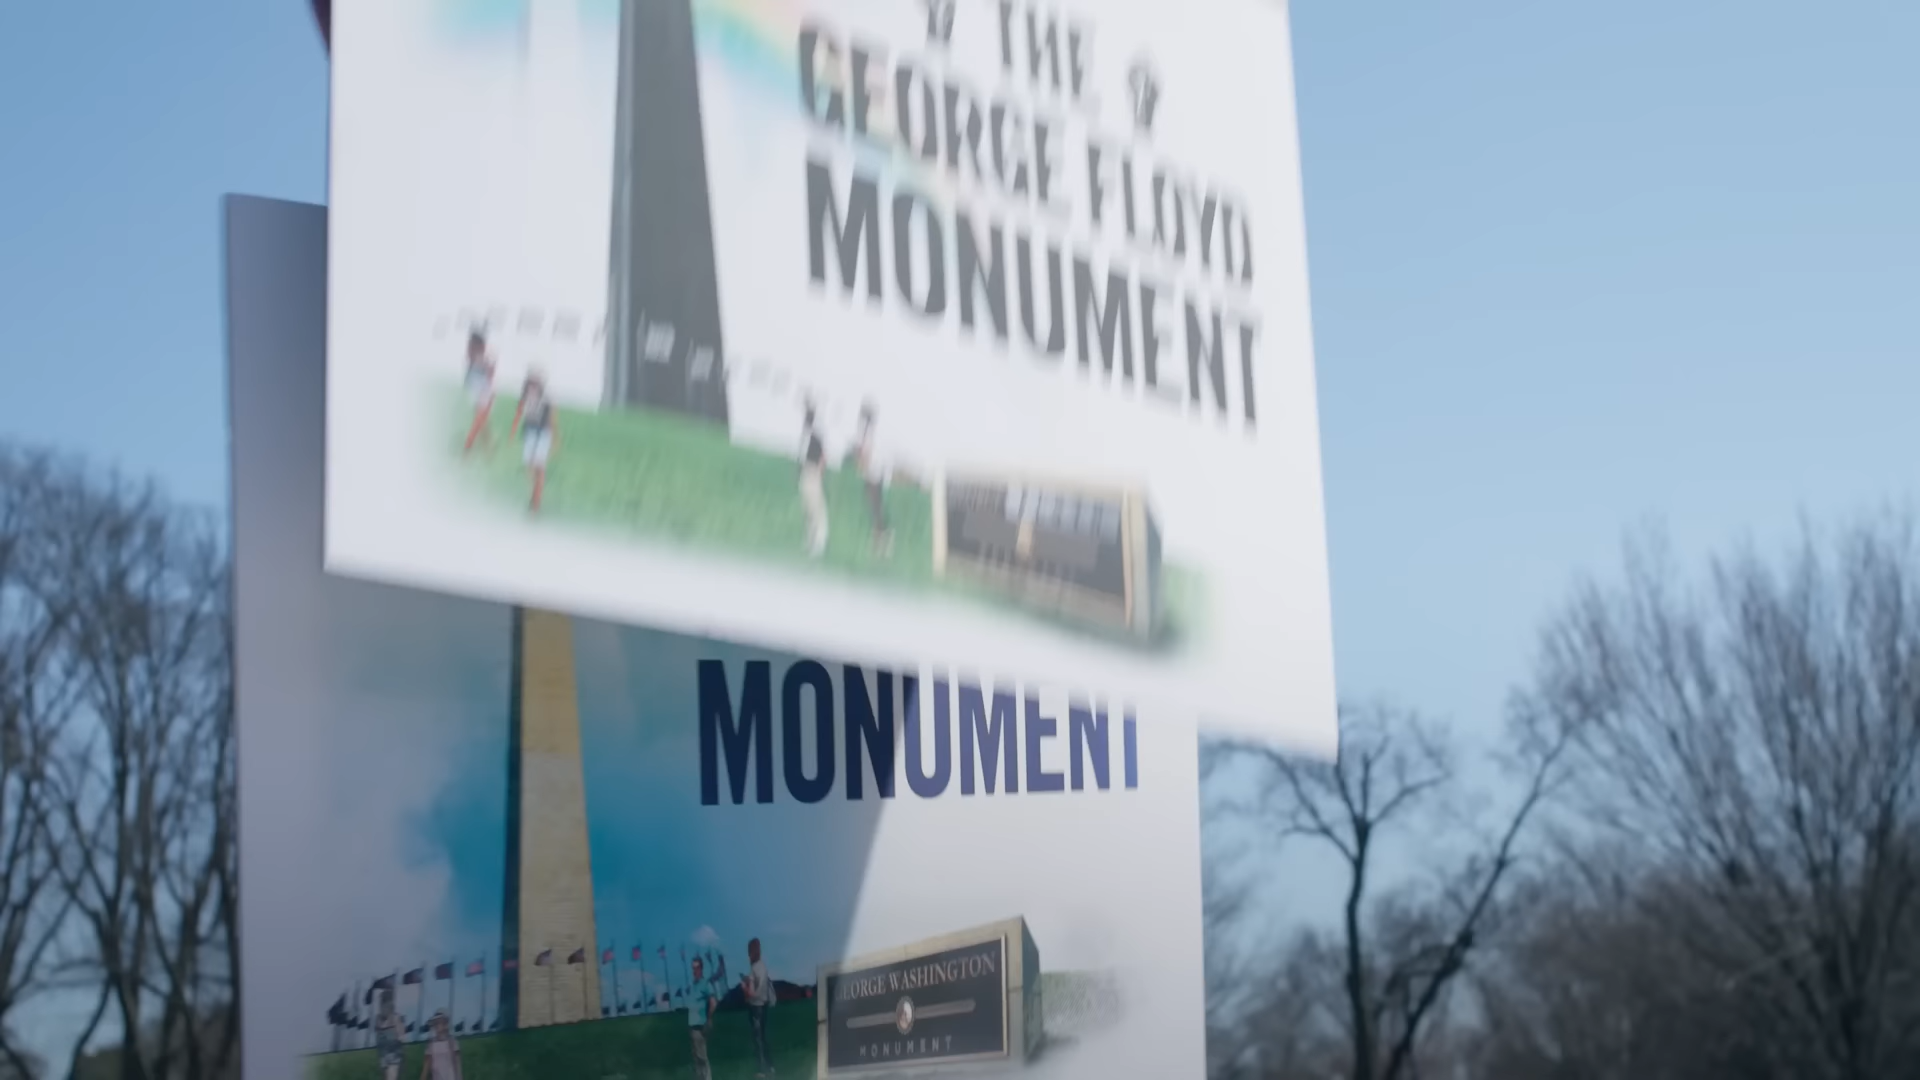 THE
GEORGE FLOYD
MONUMENT
MONUMENT
GEORGE WASHINGTON
MONUMENT